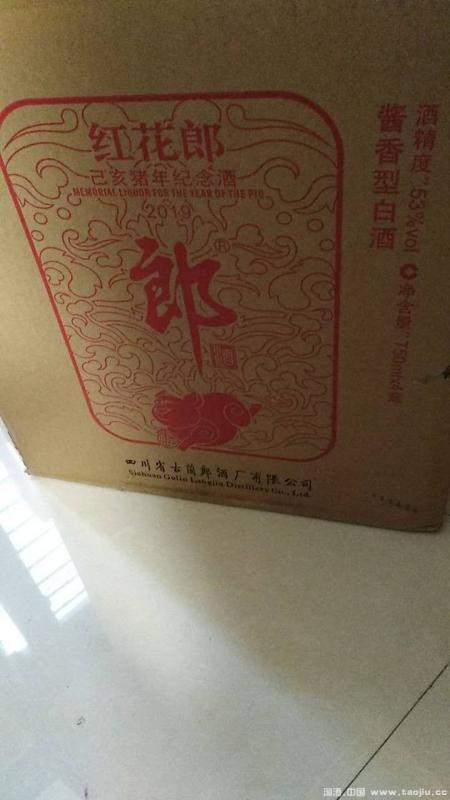 红花郎
己亥猪年纪念酒
MEMORIAL LIQUOR FOR THE YEAR OF THE PIG
2019
郎®
四川省古蔺郎酒厂有限公司
Sichuan Gulin Langjiu Distillery Co., Ltd.
酱香型白酒
酒精度:53%vol
净含量:750ml×4瓶
淘酒.中国 www.taojiu.cc